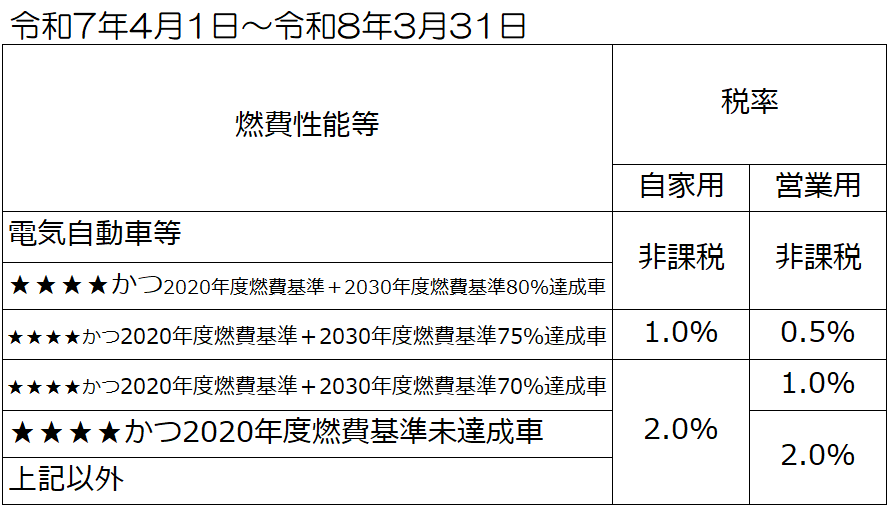 令和7年4月1日～令和8年3月31日
燃費性能等
税率
自家用
営業用
電気自動車等
非課税
非課税
★★★★かつ2020年度燃費基準＋2030年度燃費基準80%達成車
★★★★かつ2020年度燃費基準＋2030年度燃費基準75%達成車
1.0%
0.5%
★★★★かつ2020年度燃費基準＋2030年度燃費基準70%達成車
1.0%
★★★★かつ2020年度燃費基準未達成車
2.0%
2.0%
上記以外